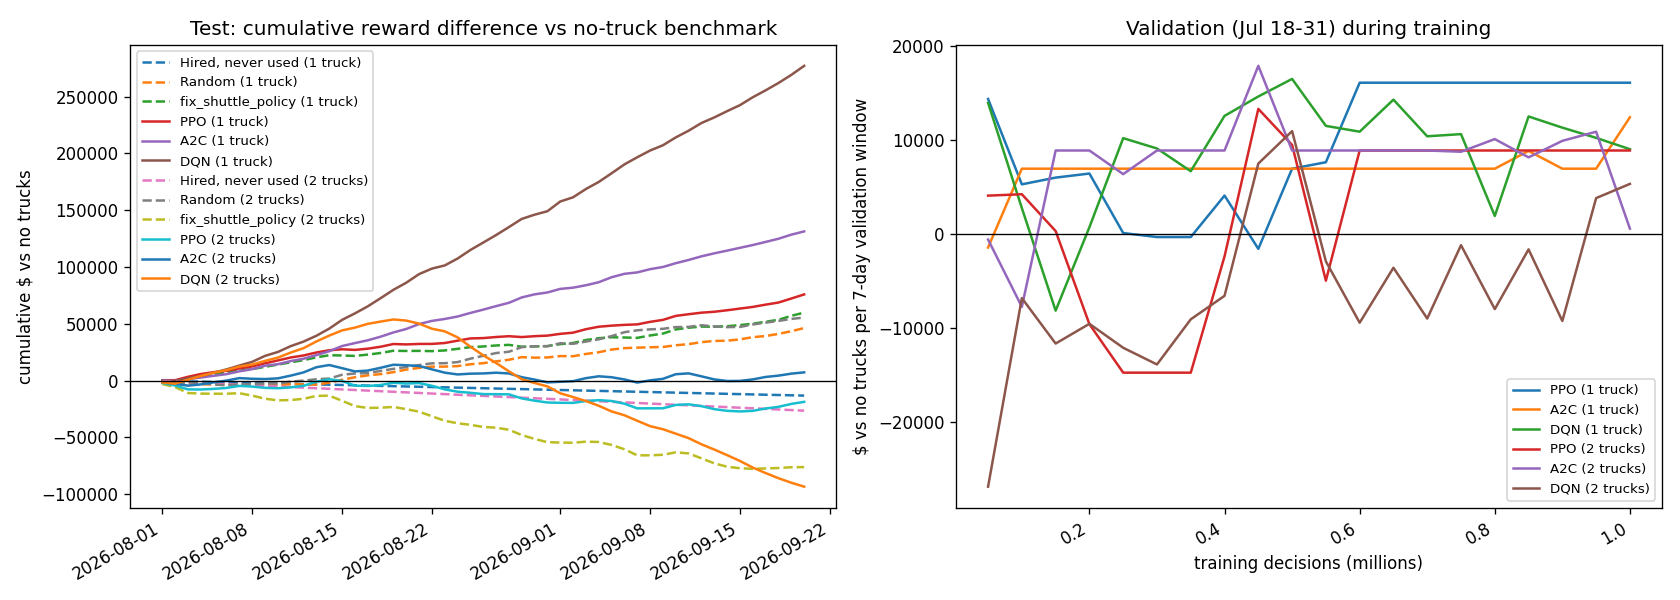 Test: cumulative reward difference vs no-truck benchmark
cumulative $ vs no trucks
250000
200000
150000
100000
50000
0
−50000
−100000
Hired, never used (1 truck)
Random (1 truck)
fix_shuttle_policy (1 truck)
PPO (1 truck)
A2C (1 truck)
DQN (1 truck)
Hired, never used (2 trucks)
Random (2 trucks)
fix_shuttle_policy (2 trucks)
PPO (2 trucks)
A2C (2 trucks)
DQN (2 trucks)
2026-08-01
2026-08-08
2026-08-15
2026-08-22
2026-09-01
2026-09-08
2026-09-15
2026-09-22
Validation (Jul 18-31) during training
$ vs no trucks per 7-day validation window
20000
10000
0
−10000
−20000
PPO (1 truck)
A2C (1 truck)
DQN (1 truck)
PPO (2 trucks)
A2C (2 trucks)
DQN (2 trucks)
0.2
0.4
0.6
0.8
1.0
training decisions (millions)